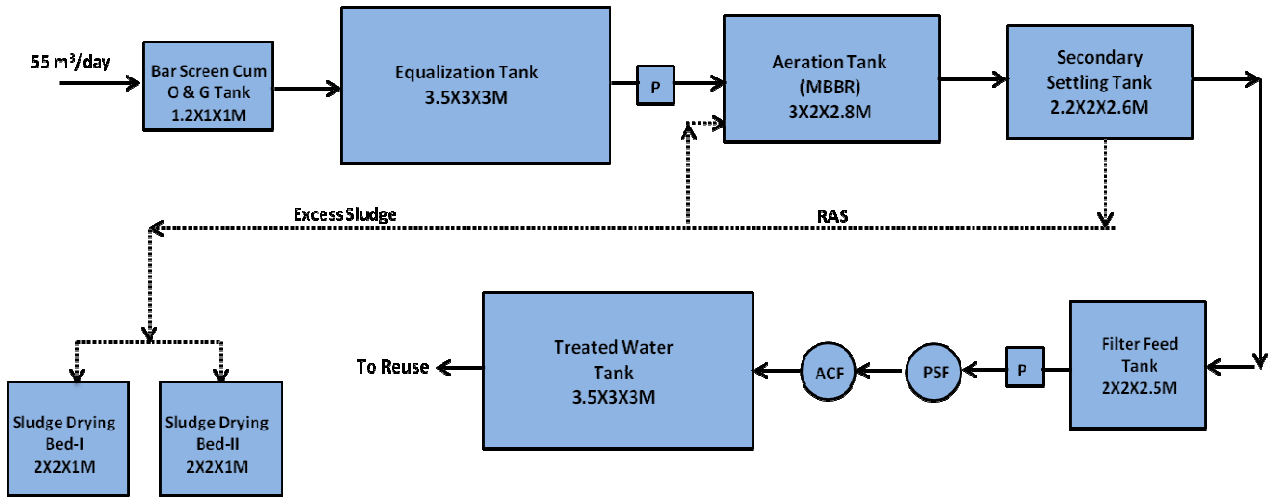 55 m³/day
Bar Screen Cum
O & G Tank
1.2X1X1M
Equalization Tank
3.5X3X3M
P
Aeration Tank
(MBBR)
3X2X2.8M
Secondary
Settling Tank
2.2X2X2.6M
Excess Sludge
RAS
To Reuse
Treated Water
Tank
3.5X3X3M
ACF
PSF
P
Filter Feed
Tank
2X2X2.5M
Sludge Drying
Bed-I
2X2X1M
Sludge Drying
Bed-II
2X2X1M